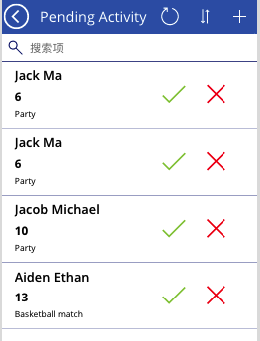 Pending Activity
搜索项
Jack Ma
6
Party
Jack Ma
6
Party
Jacob Michael
10
Party
Aiden Ethan
13
Basketball match